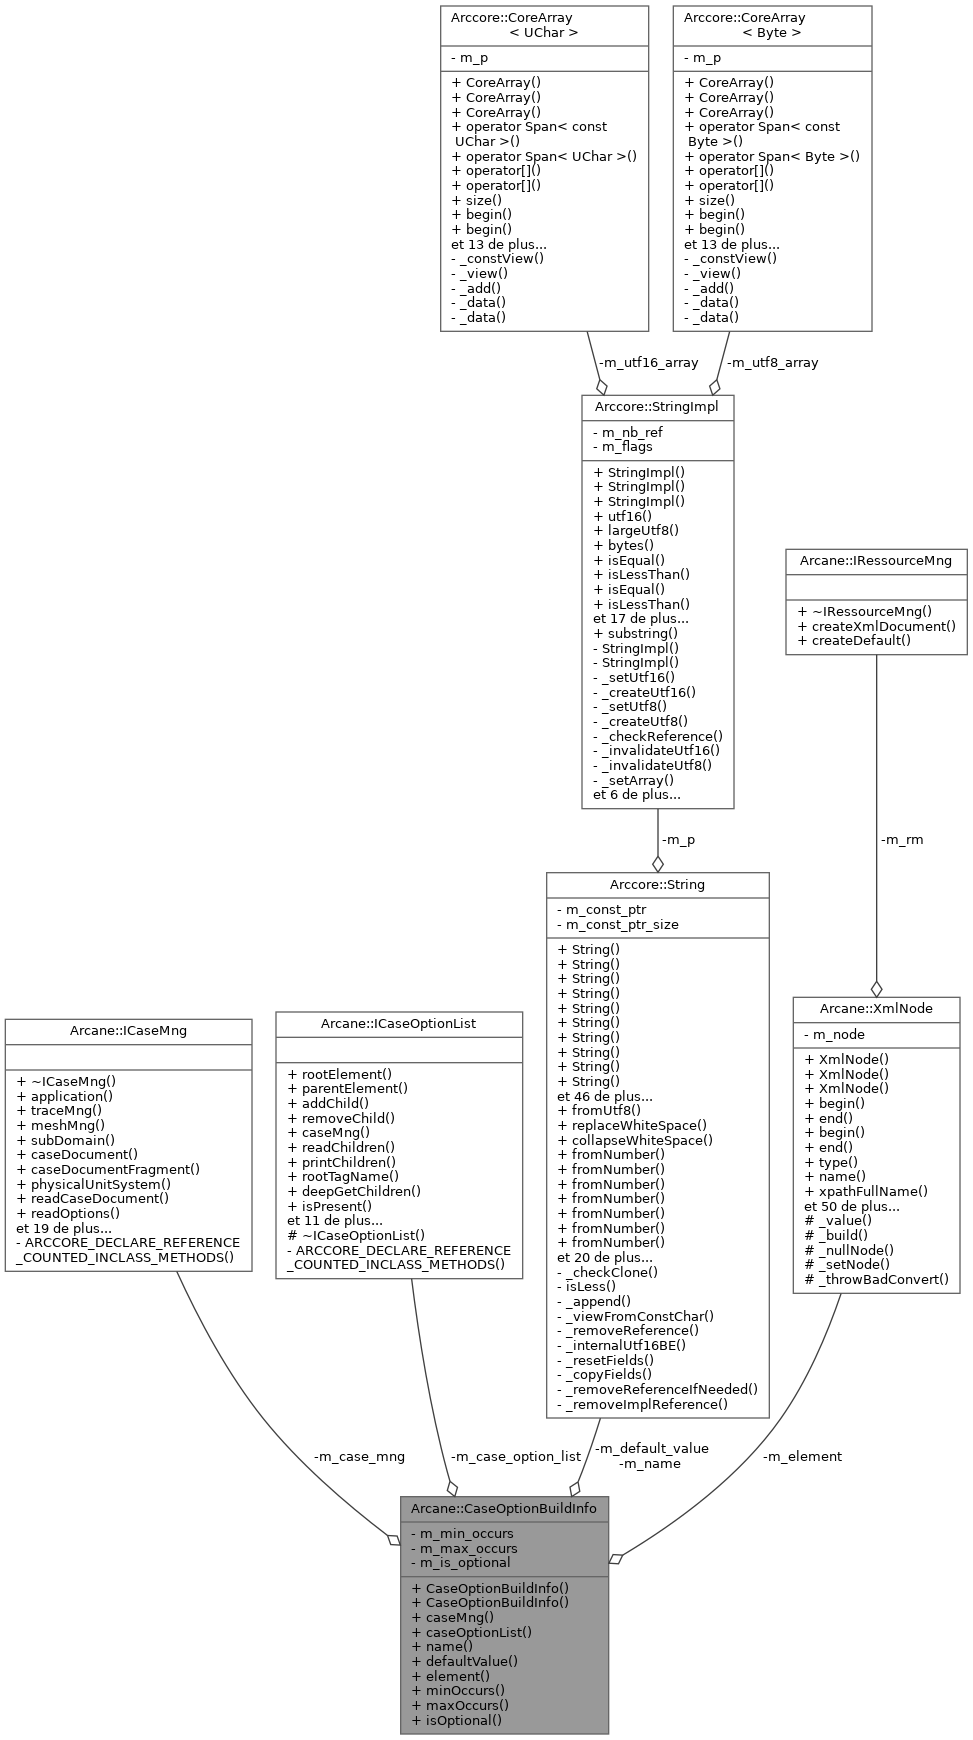 Arccore::CoreArray
< UChar >
- m_p
+ CoreArray()
+ CoreArray()
+ CoreArray()
+ operator Span< const
UChar >()
+ operator Span< UChar >()
+ operator[]()
+ operator[]()
+ size()
+ begin()
+ begin()
et 13 de plus...
- _constView()
- _view()
- _add()
- _data()
- _data()
Arccore::CoreArray
< Byte >
- m_p
+ CoreArray()
+ CoreArray()
+ CoreArray()
+ operator Span< const
Byte >()
+ operator Span< Byte >()
+ operator[]()
+ operator[]()
+ size()
+ begin()
+ begin()
et 13 de plus...
- _constView()
- _view()
- _add()
- _data()
- _data()
-m_utf16_array
-m_utf8_array
Arccore::StringImpl
- m_nb_ref
- m_flags
+ StringImpl()
+ StringImpl()
+ StringImpl()
+ utf16()
+ largeUtf8()
+ bytes()
+ isEqual()
+ isLessThan()
+ isEqual()
+ isLessThan()
et 17 de plus...
+ substring()
- StringImpl()
- StringImpl()
- _setUtf16()
- _createUtf16()
- _setUtf8()
- _createUtf8()
- _checkReference()
- _invalidateUtf16()
- _invalidateUtf8()
- _setArray()
et 6 de plus...
Arcane::IRessourceMng
+ ~IRessourceMng()
+ createXmlDocument()
+ createDefault()
-m_p
-m_rm
Arccore::String
- m_const_ptr
- m_const_ptr_size
+ String()
+ String()
+ String()
+ String()
+ String()
+ String()
+ String()
+ String()
+ String()
+ String()
et 46 de plus...
+ fromUtf8()
+ replaceWhiteSpace()
+ collapseWhiteSpace()
+ fromNumber()
+ fromNumber()
+ fromNumber()
+ fromNumber()
+ fromNumber()
+ fromNumber()
+ fromNumber()
et 20 de plus...
- _checkClone()
- isLess()
- _append()
- _viewFromConstChar()
- _removeReference()
- _internalUtf16BE()
- _resetFields()
- _copyFields()
- _removeReferenceIfNeeded()
- _removeImplReference()
Arcane::XmlNode
- m_node
+ XmlNode()
+ XmlNode()
+ XmlNode()
+ begin()
+ end()
+ begin()
+ end()
+ type()
+ name()
+ xpathFullName()
et 50 de plus...
# _value()
# _build()
# _nullNode()
# _setNode()
# _throwBadConvert()
Arcane::ICaseMng
+ ~ICaseMng()
+ application()
+ traceMng()
+ meshMng()
+ subDomain()
+ caseDocument()
+ caseDocumentFragment()
+ physicalUnitSystem()
+ readCaseDocument()
+ readOptions()
et 19 de plus...
- ARCCORE_DECLARE_REFERENCE
_COUNTED_INCLASS_METHODS()
Arcane::ICaseOptionList
+ rootElement()
+ parentElement()
+ addChild()
+ removeChild()
+ caseMng()
+ readChildren()
+ printChildren()
+ rootTagName()
+ deepGetChildren()
+ isPresent()
et 11 de plus...
# ~ICaseOptionList()
- ARCCORE_DECLARE_REFERENCE
_COUNTED_INCLASS_METHODS()
-m_case_mng
-m_case_option_list
-m_default_value
-m_name
-m_element
Arcane::CaseOptionBuildInfo
- m_min_occurs
- m_max_occurs
- m_is_optional
+ CaseOptionBuildInfo()
+ CaseOptionBuildInfo()
+ caseMng()
+ caseOptionList()
+ name()
+ defaultValue()
+ element()
+ minOccurs()
+ maxOccurs()
+ isOptional()